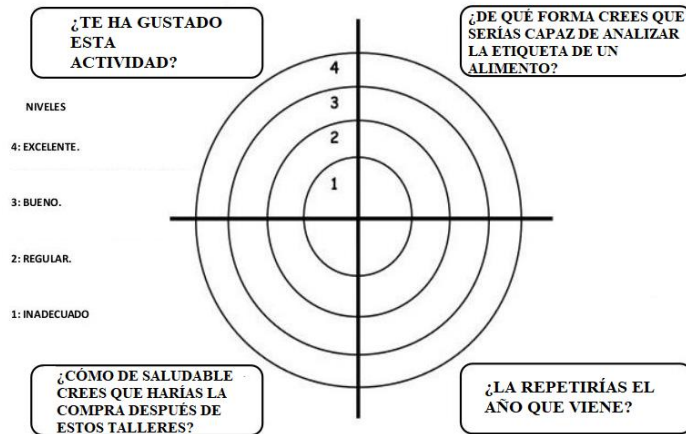 ¿TE HA GUSTADO
ESTA
ACTIVIDAD?
¿DE QUÉ FORMA CREES QUE
SERÍAS CAPAZ DE ANALIZAR
LA ETIQUETA DE UN
ALIMENTO?
NIVELES
4: EXCELENTE.
3: BUENO.
2: REGULAR.
1: INADECUADO
4
3
2
1
¿CÓMO DE SALUDABLE
CREES QUE HARÍAS LA
COMPRA DESPUÉS DE
ESTOS TALLERES?
¿LA REPETIRÍAS EL
AÑO QUE VIENE?